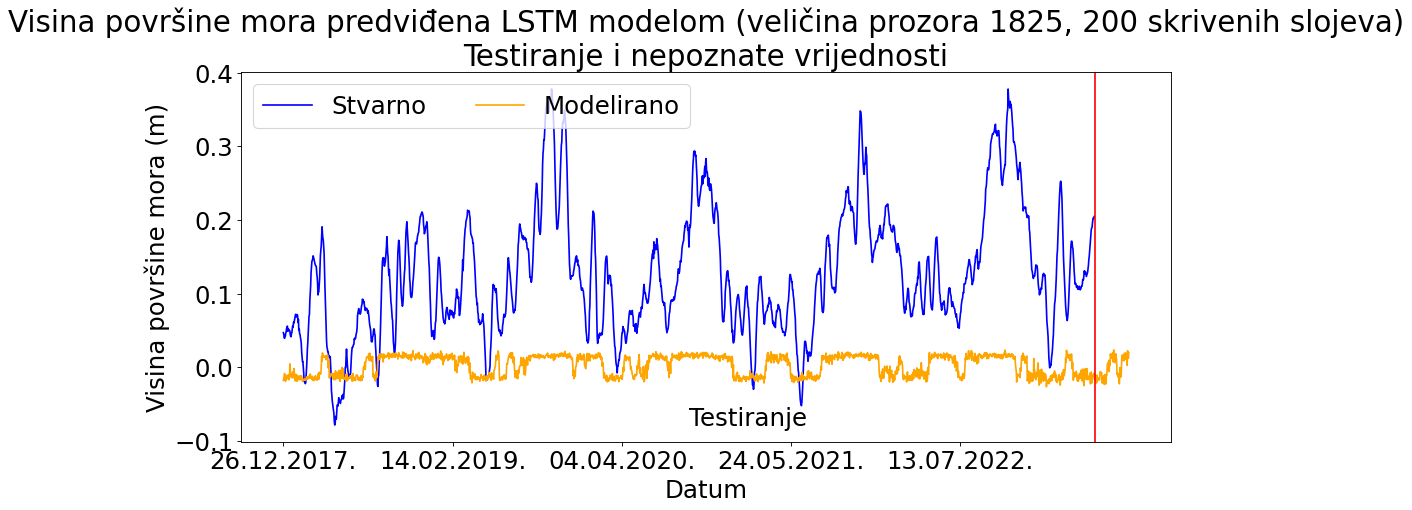 Visina površine mora predviđena LSTM modelom (veličina prozora 1825, 200 skrivenih slojeva)
Testiranje i nepoznate vrijednosti
Stvarno Modelirano
Visina površine mora (m)
0.4
0.3
0.2
0.1
0.0
−0.1
Testiranje
26.12.2017. 14.02.2019. 04.04.2020. 24.05.2021. 13.07.2022.
Datum